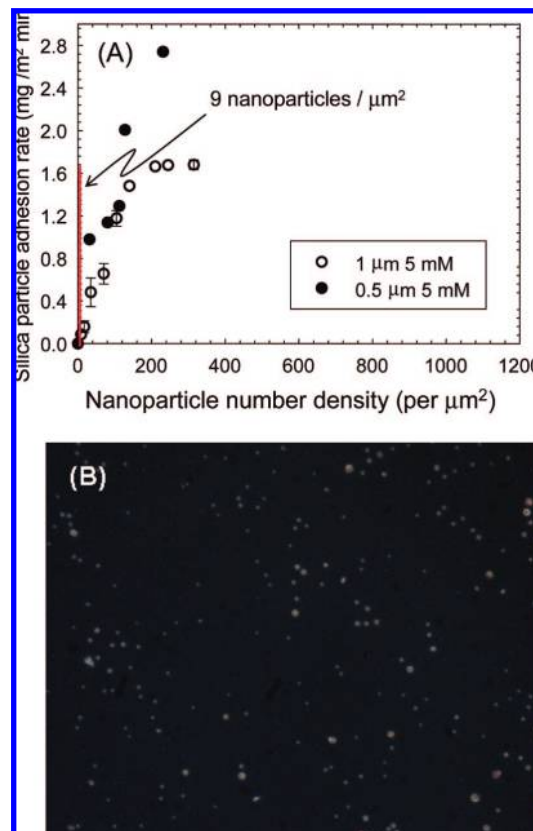 (A)
Silica particle adhesion rate (mg /m² min
2.8
2.4
2.0
1.6
1.2
0.8
0.4
0.0
9 nanoparticles / μm²
1 μm 5 mM
0.5 μm 5 mM
0 200 400 600 800 1000 1200
Nanoparticle number density (per μm²)
(B)